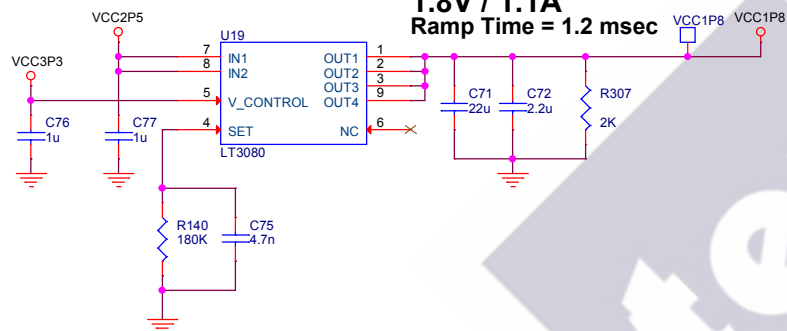 1.8V / 1.1A
Ramp Time = 1.2 msec
VCC2P5
VCC1P8
VCC1P8
U19
VCC3P3
7
IN1
OUT1
1
8
IN2
OUT2
2
OUT3
3
5
V_CONTROL
OUT4
9
4
SET
NC
6
LT3080
C76
1u
C77
1u
C71
22u
C72
2.2u
R307
2K
R140
180K
C75
4.7n